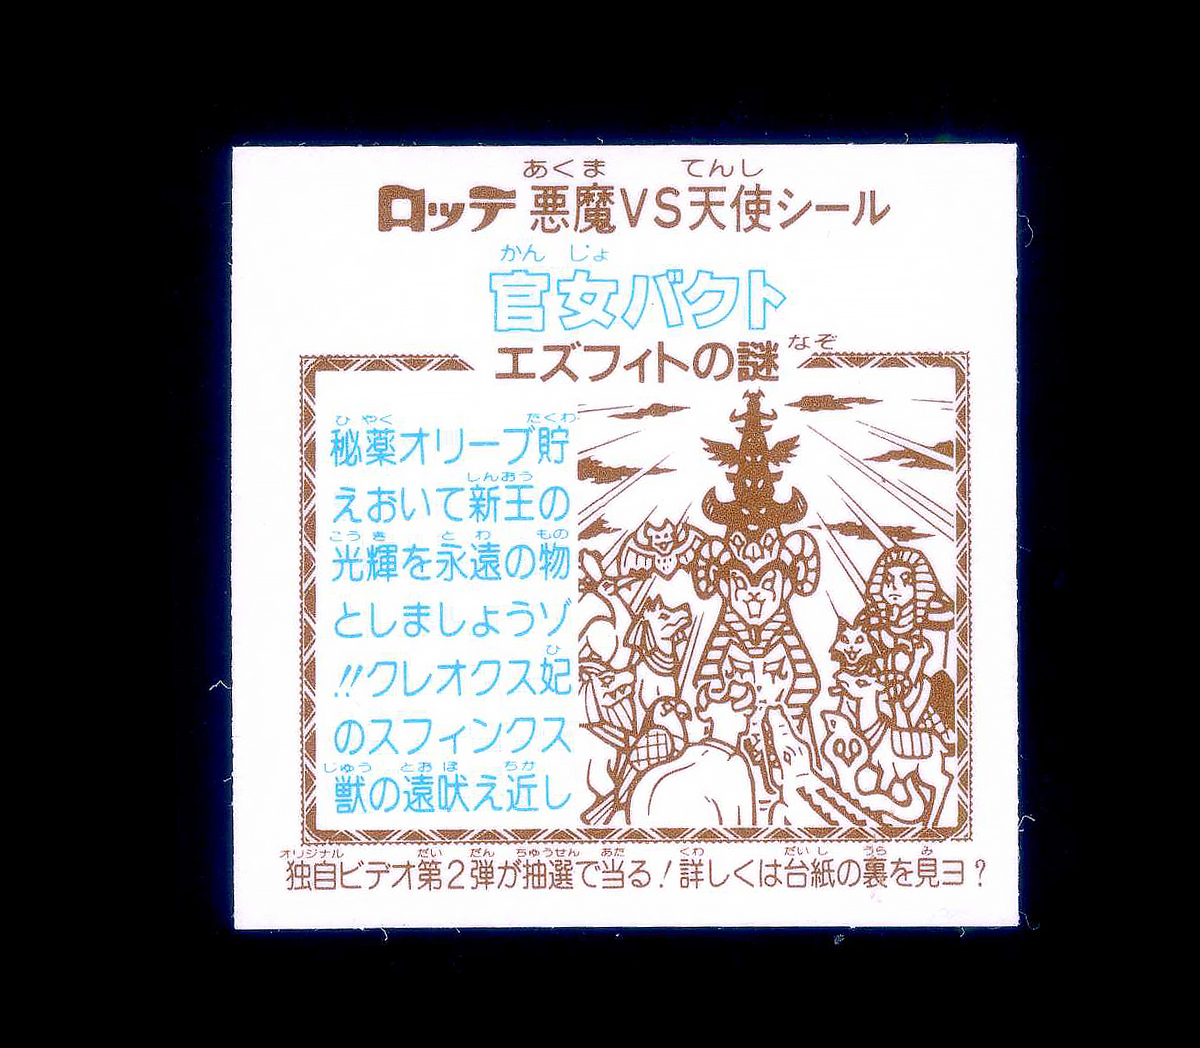 あくま てんし
ロッテ 悪魔VS天使シール
かん じょ
官女バクト
エズフィトの謎
なぞ
ひ やく たくわ
秘薬オリーブ貯
しんおう
えおいて新王の
こう き と わ もの
光輝を永遠の物
としましょうゾ
ひ
!!クレオクス妃
のスフィンクス
じゅう とお ぼ ちか
獣の遠吠え近し
オリジナル だい だん ちゅうせん あた くわ だい し うら み
独自ビデオ第2弾が抽選で当る!詳しくは台紙の裏を見ヨ?